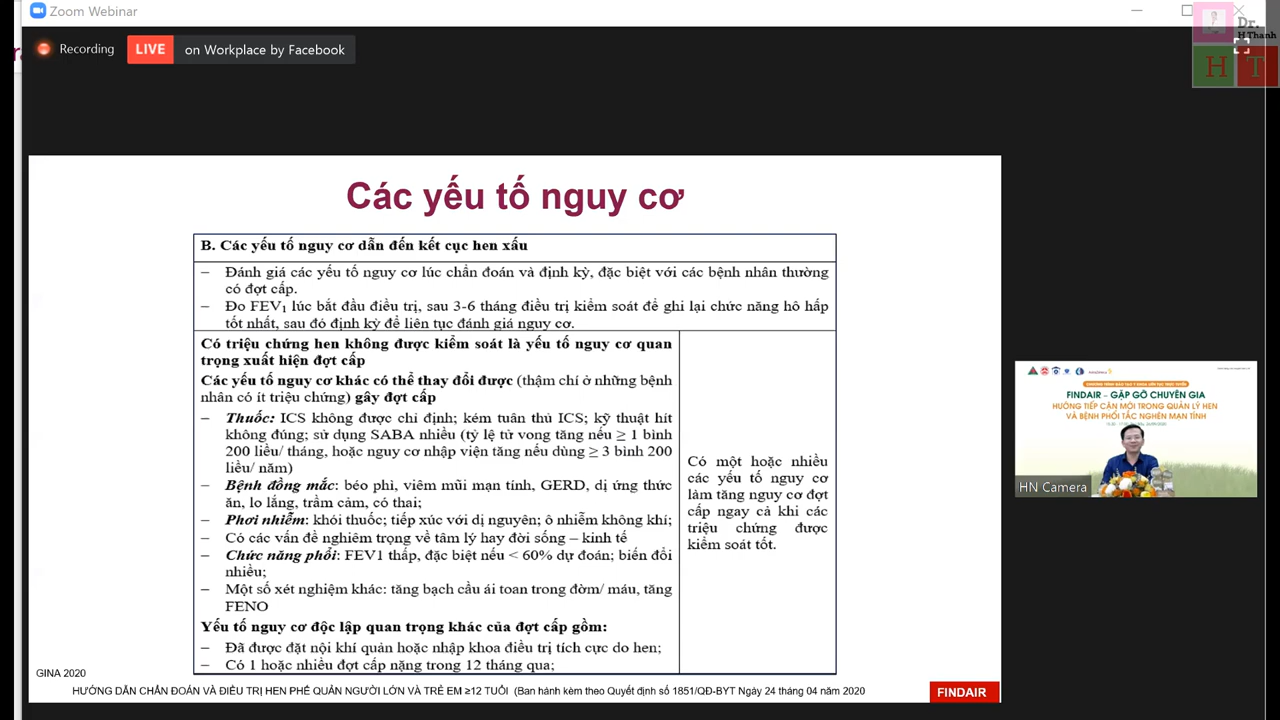 Zoom Webinar
Dr.
H Thanh
H T
Recording
LIVE
on Workplace by Facebook
Các yếu tố nguy cơ
B. Các yếu tố nguy cơ dẫn đến kết cục hen xấu
– Đánh giá các yếu tố nguy cơ lúc chẩn đoán và định kỳ, đặc biệt với các bệnh nhân thường
có đợt cấp.
– Đo FEV1 lúc bắt đầu điều trị, sau 3-6 tháng điều trị kiểm soát để ghi lại chức năng hô hấp
tốt nhất, sau đó định kỳ để liên tục đánh giá nguy cơ.
Có triệu chứng hen không được kiểm soát là yếu tố nguy cơ quan
trọng xuất hiện đợt cấp
Các yếu tố nguy cơ khác có thể thay đổi được (thậm chí ở những bệnh
nhân có ít triệu chứng) gây đợt cấp
– Thuốc: ICS không được chỉ định; kém tuân thủ ICS; kỹ thuật hít
không đúng; sử dụng SABA nhiều (tỷ lệ tử vong tăng nếu ≥ 1 bình
200 liều/ tháng, hoặc nguy cơ nhập viện tăng nếu dùng ≥ 3 bình 200
liều/ năm)
– Bệnh đồng mắc: béo phì, viêm mũi mạn tính, GERD, dị ứng thức
ăn, lo lắng, trầm cảm, có thai;
– Phơi nhiễm: khói thuốc; tiếp xúc với dị nguyên; ô nhiễm không khí;
– Có các vấn đề nghiêm trọng về tâm lý hay đời sống – kinh tế
– Chức năng phổi: FEV1 thấp, đặc biệt nếu < 60% dự đoán; biến đổi
nhiều;
– Một số xét nghiệm khác: tăng bạch cầu ái toan trong đờm/ máu, tăng
FENO
Yếu tố nguy cơ độc lập quan trọng khác của đợt cấp gồm:
– Đã được đặt nội khí quản hoặc nhập khoa điều trị tích cực do hen;
– Có 1 hoặc nhiều đợt cấp nặng trong 12 tháng qua;
Có một hoặc nhiều
các yếu tố nguy cơ
làm tăng nguy cơ đợt
cấp ngay cả khi các
triệu chứng được
kiểm soát tốt.
GINA 2020
HƯỚNG DẪN CHẨN ĐOÁN VÀ ĐIỀU TRỊ HEN PHẾ QUẢN NGƯỜI LỚN VÀ TRẺ EM ≥12 TUỔI (Ban hành kèm theo Quyết định số 1851/QĐ-BYT Ngày 24 tháng 04 năm 2020
FINDAIR
CHƯƠNG TRÌNH ĐÀO TẠO Y KHOA LIÊN TỤC TRỰC TUYẾN
FINDAIR – GẶP GỠ CHUYÊN GIA
HƯỚNG TIẾP CẬN MỚI TRONG QUẢN LÝ HEN
VÀ BỆNH PHỔI TẮC NGHẼN MẠN TÍNH
HN Camera